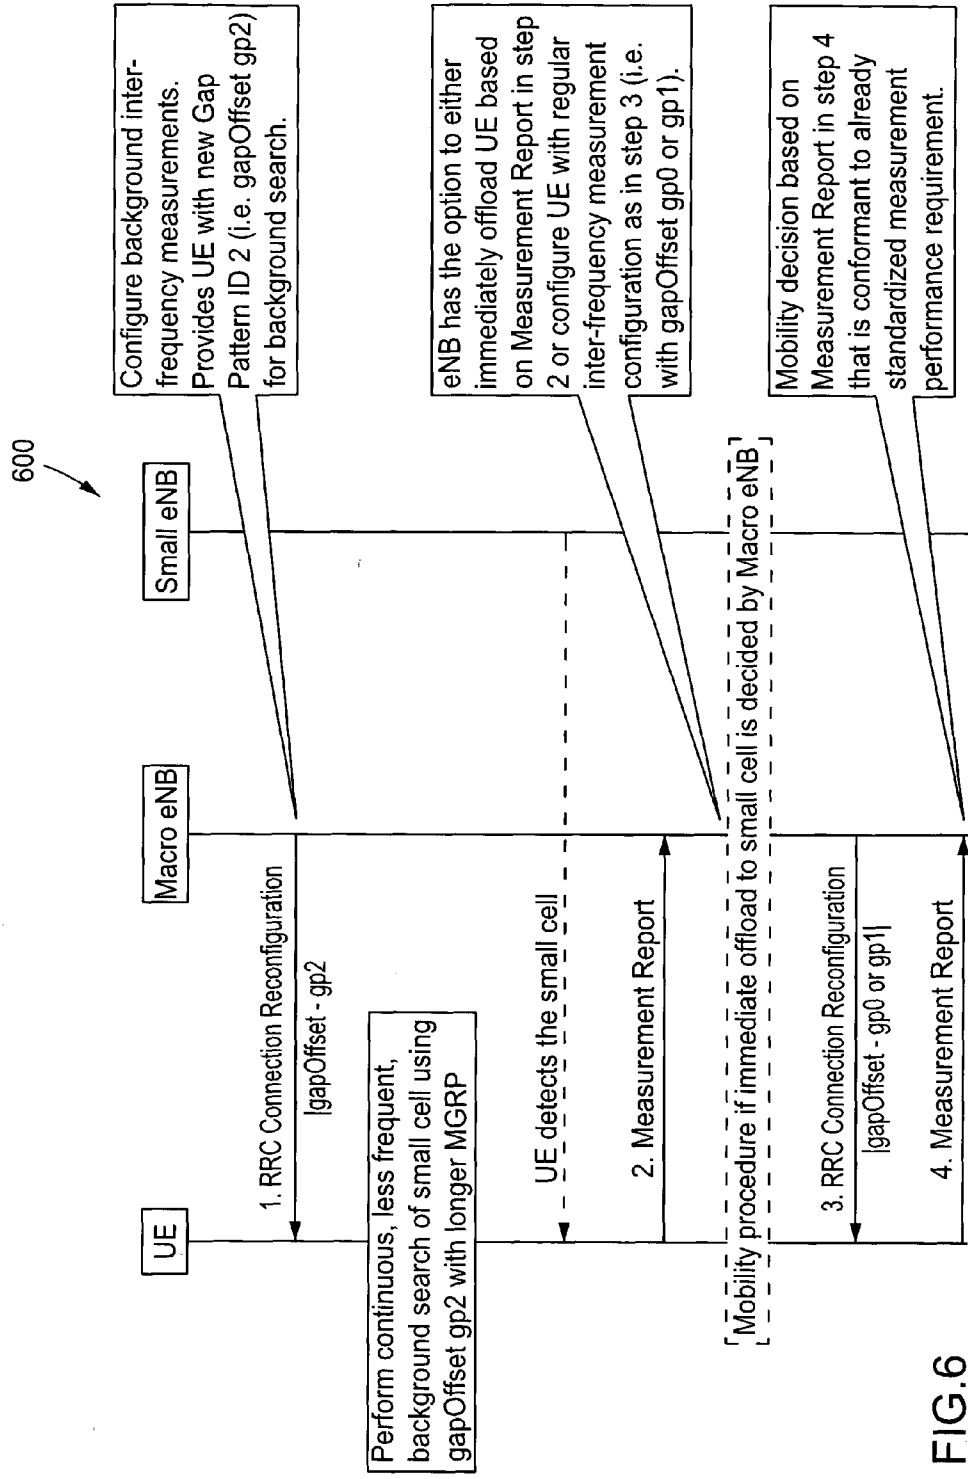 600
UE
Macro eNB
Small eNB
Configure background inter-
frequency measurements.
Provides UE with new Gap
Pattern ID 2 (i.e. gapOffset gp2)
for background search.
1. RRC Connection Reconfiguration
|gapOffset - gp2
Perform continuous, less frequent,
background search of small cell using
gapOffset gp2 with longer MGRP
UE detects the small cell
2. Measurement Report
eNB has the option to either
immediately offload UE based
on Measurement Report in step
2 or configure UE with regular
inter-frequency measurement
configuration as in step 3 (i.e.
with gapOffset gp0 or gp1).
Mobility procedure if immediate offload to small cell is decided by Macro eNB
3. RRC Connection Reconfiguration
|gapOffset - gp0 or gp1|
4. Measurement Report
Mobility decision based on
Measurement Report in step 4
that is conformant to already
standardized measurement
performance requirement.
FIG.6